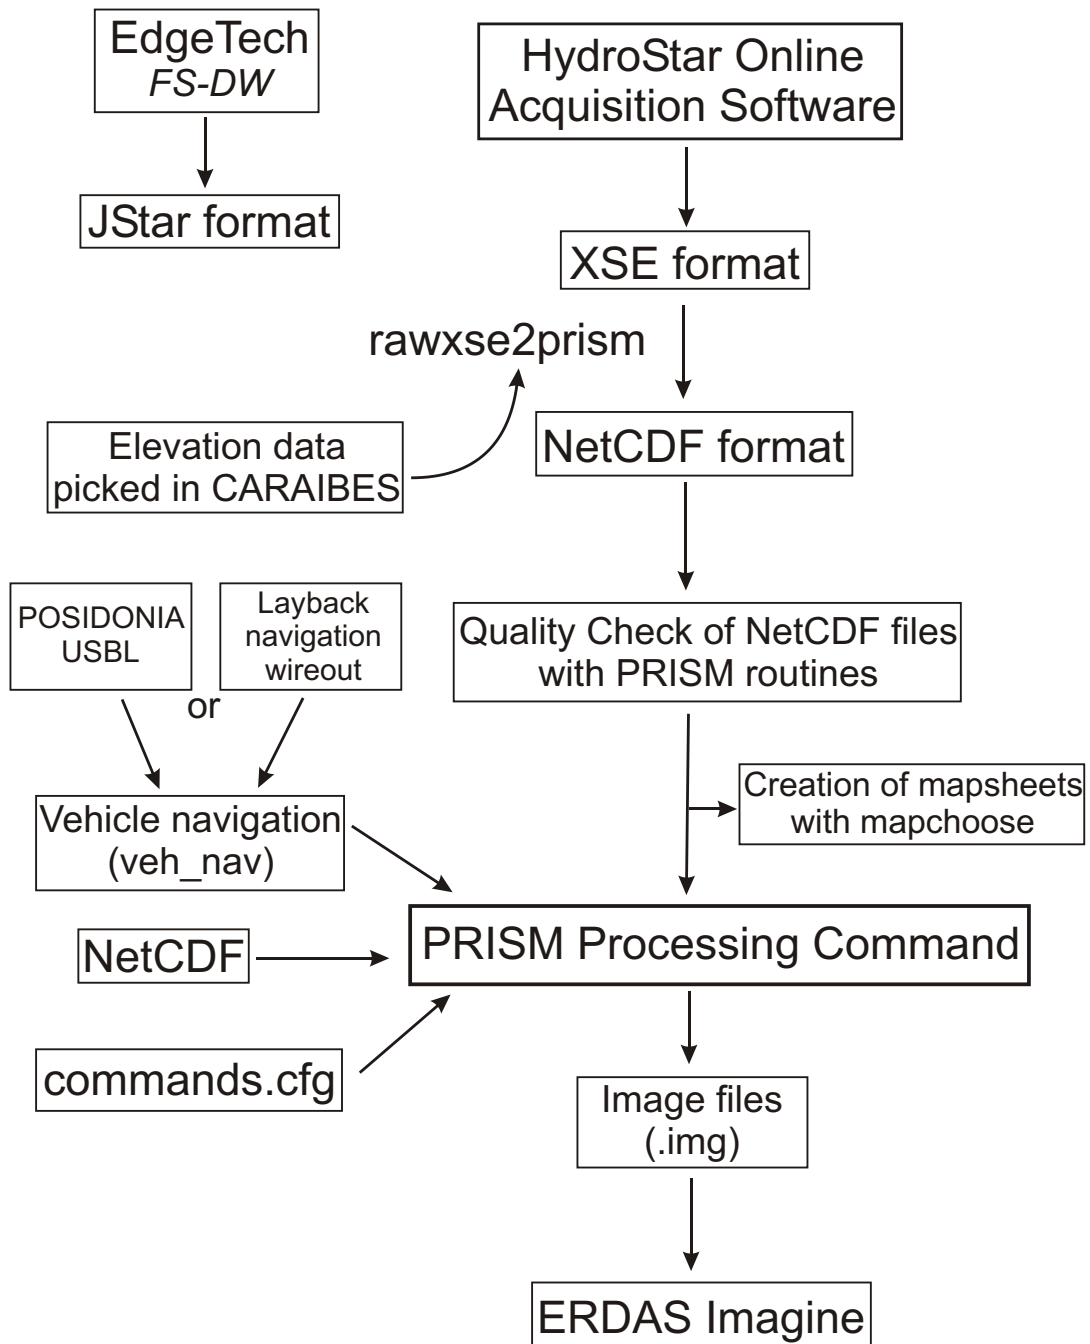 EdgeTech
FS-DW
HydroStar Online
Acquisition Software
JStar format
XSE format
rawxse2prism
Elevation data
picked in CARAIBES
NetCDF format
POSIDONIA
USBL
or
Layback
navigation
wireout
Quality Check of NetCDF files
with PRISM routines
Creation of mapsheets
with mapchoose
Vehicle navigation
(veh_nav)
NetCDF
PRISM Processing Command
commands.cfg
Image files
(.img)
ERDAS Imagine